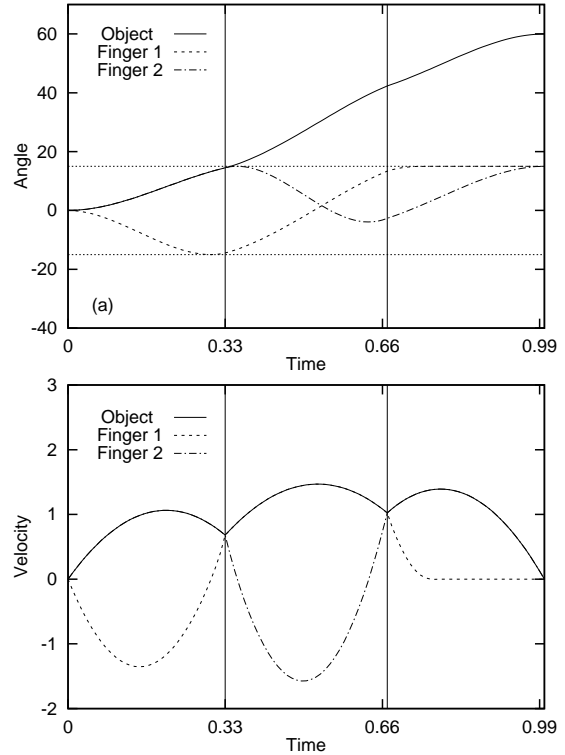 60
40
20
0
-20
-40
Angle
Object
Finger 1
Finger 2
(a)
0
0.33
0.66
0.99
Time
3
2
1
0
-1
-2
Velocity
Object
Finger 1
Finger 2
0
0.33
0.66
0.99
Time